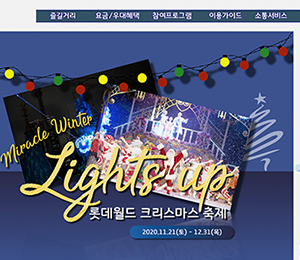 즐길거리 요금/우대혜택 참여프로그램 이용가이드 소통서비스
Miracle Winter
Lights up
롯데월드 크리스마스 축제
2020.11.21(토) - 12.31(목)